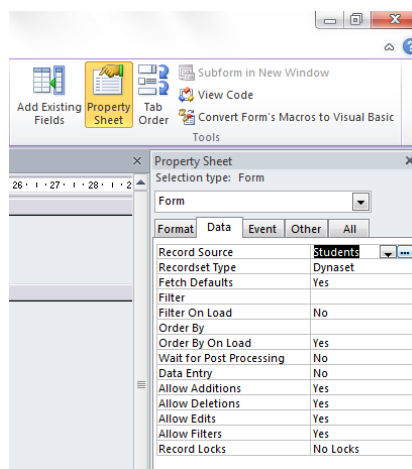 Subform in New Window
View Code
Convert Form's Macros to Visual Basic
Add Existing Fields
Property Sheet
Tab Order
Tools
26 · 27 · 28 · 2
Property Sheet
Selection type: Form
Form
Format Data Event Other All
Record Source Students
Recordset Type Dynaset
Fetch Defaults Yes
Filter
Filter On Load No
Order By
Order By On Load Yes
Wait for Post Processing No
Data Entry No
Allow Additions Yes
Allow Deletions Yes
Allow Edits Yes
Allow Filters Yes
Record Locks No Locks